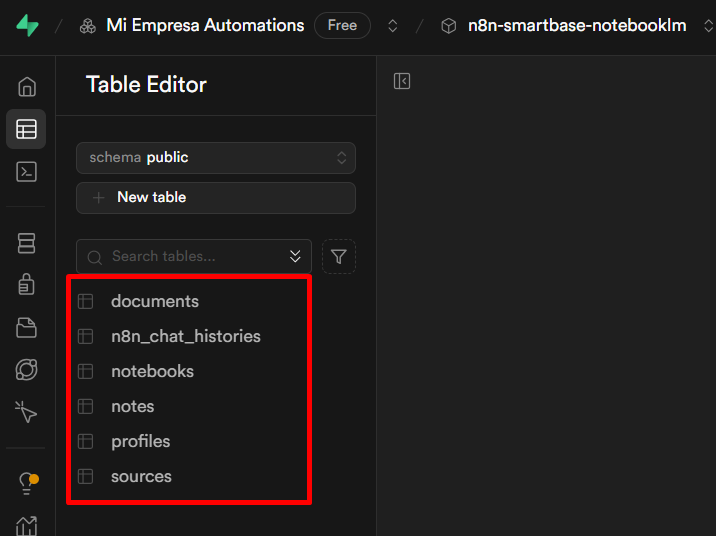 Mi Empresa Automations Free n8n-smartbase-notebooklm
Table Editor
schema public
New table
Search tables...
documents
n8n_chat_histories
notebooks
notes
profiles
sources